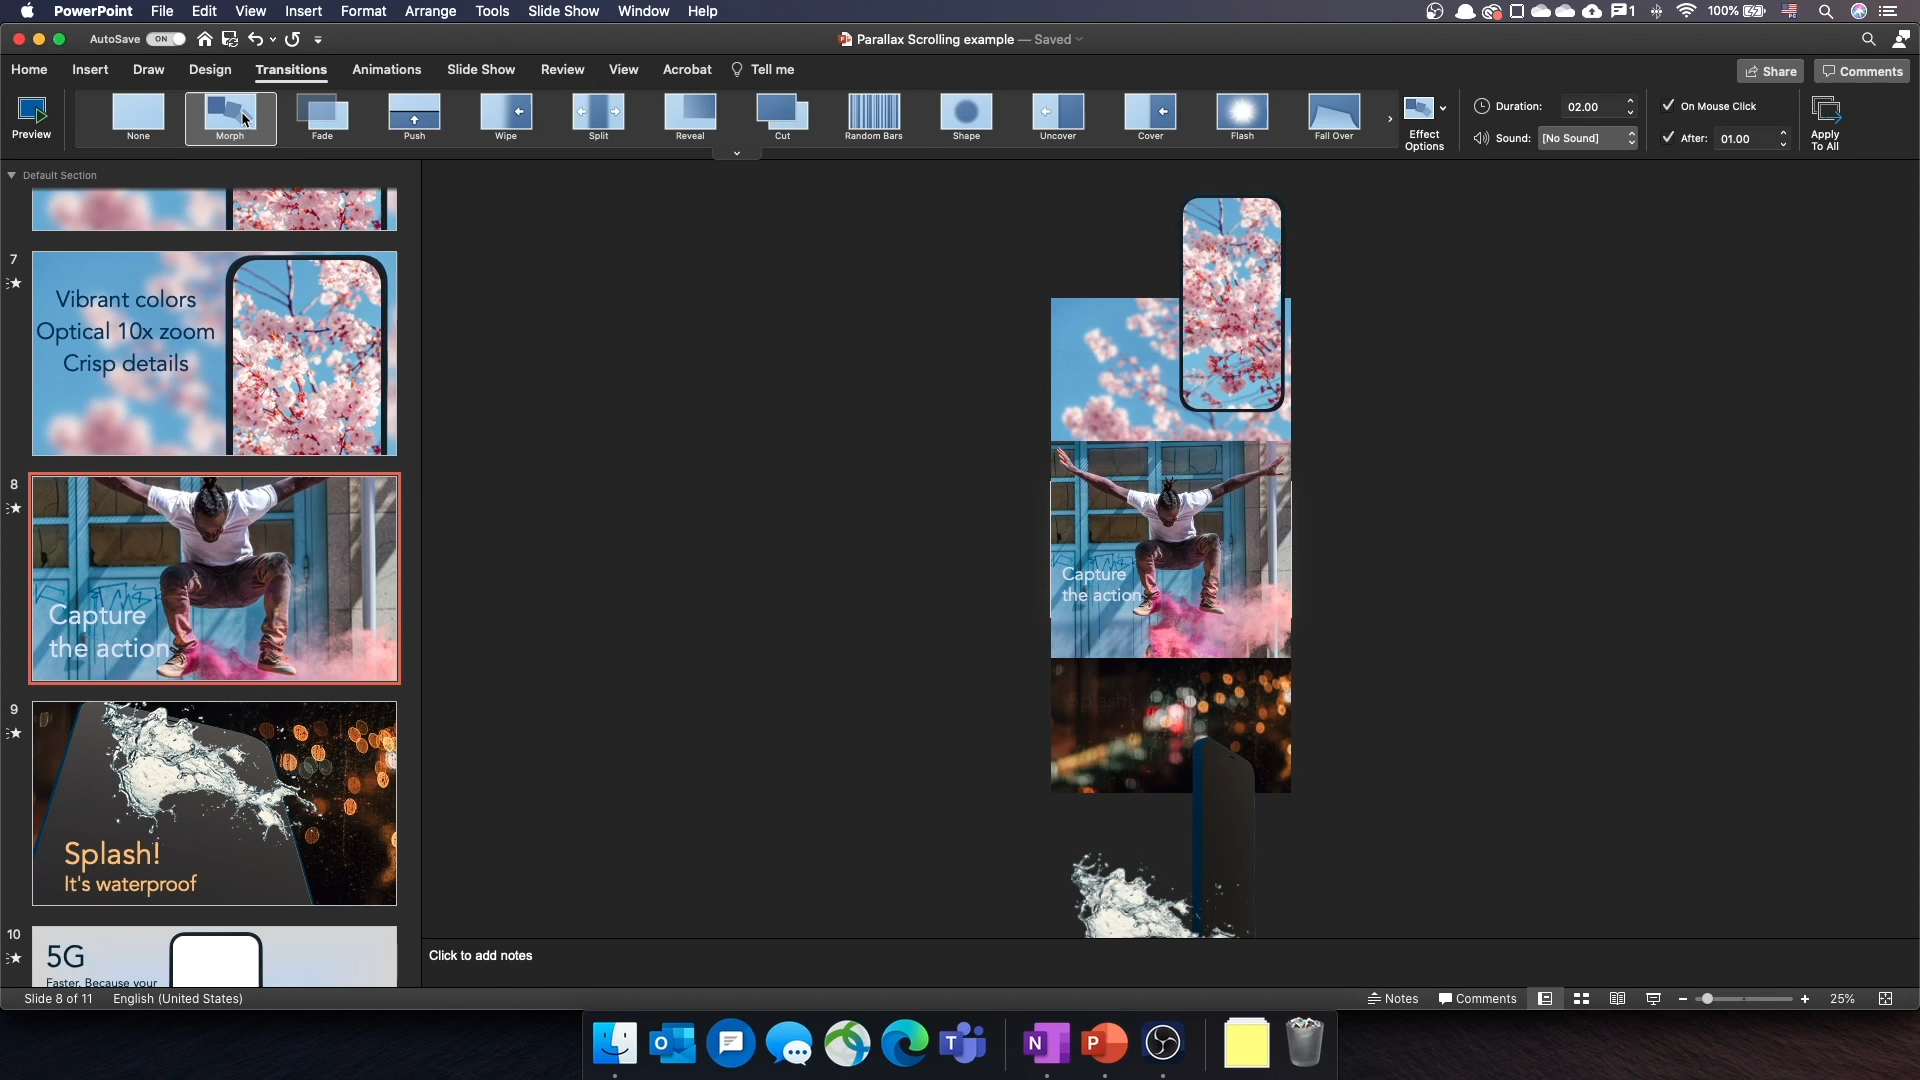 PowerPoint File Edit View Insert Format Arrange Tools Slide Show Window Help 1 100%
AutoSave ON Parallax Scrolling example — Saved
Home Insert Draw Design Transitions Animations Slide Show Review View Acrobat Tell me Share Comments
Preview None Morph Fade Push Wipe Split Reveal Cut Random Bars Shape Uncover Cover Flash Fall Over
Effect
Options
Duration: 02.00
Sound: [No Sound]
On Mouse Click
After: 01.00
Apply
To All
Default Section
7
Vibrant colors
Optical 10x zoom
Crisp details
8
Capture
the action
9
Splash!
It's waterproof
10
5G
Faster. Because your
Capture
the action
Splash!
Click to add notes
Slide 8 of 11 English (United States) Notes Comments 25%